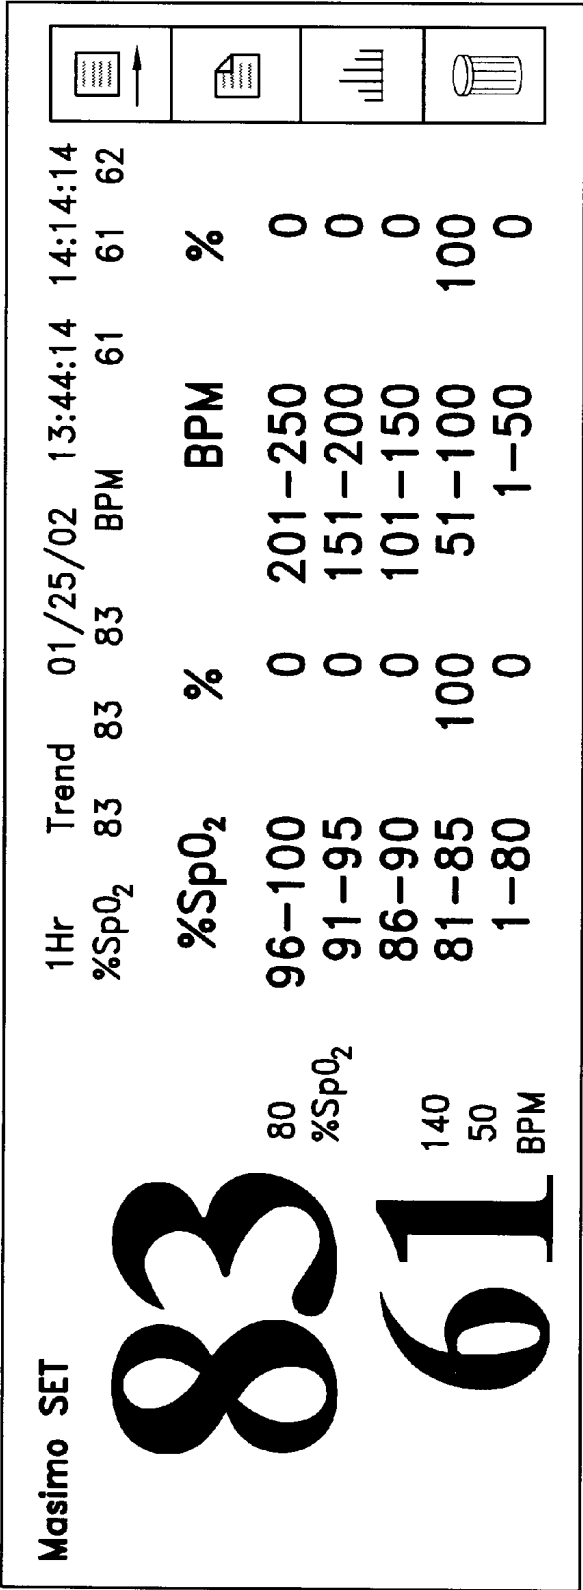 Masimo SET
83
80
%SpO₂
61
140
50
BPM
1Hr Trend 01/25/02 13:44:14 14:14:14
%SpO₂ 83 83 83 BPM 61 61 62
%SpO₂ % BPM %
96–100 0 201–250 0
91–95 0 151–200 0
86–90 0 101–150 0
81–85 100 51–100 100
1–80 0 1–50 0